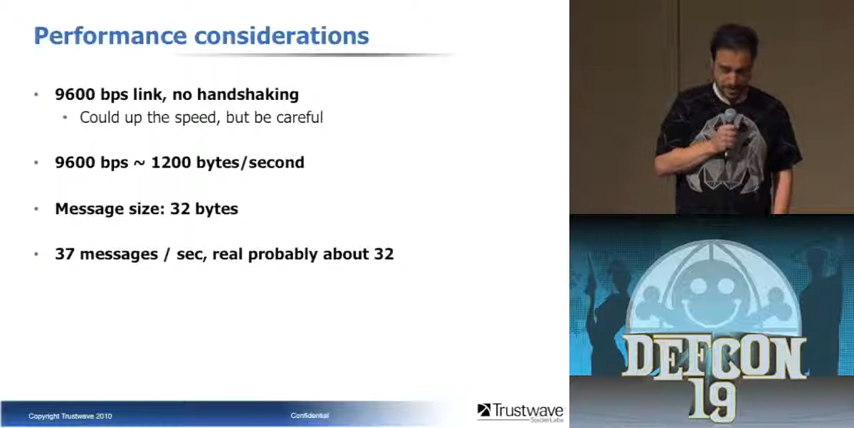 Performance considerations
• 9600 bps link, no handshaking
• Could up the speed, but be careful
• 9600 bps ~ 1200 bytes/second
• Message size: 32 bytes
• 37 messages / sec, real probably about 32
Copyright Trustwave 2010
Confidential
Trustwave
SpiderLabs
DEFCON
19